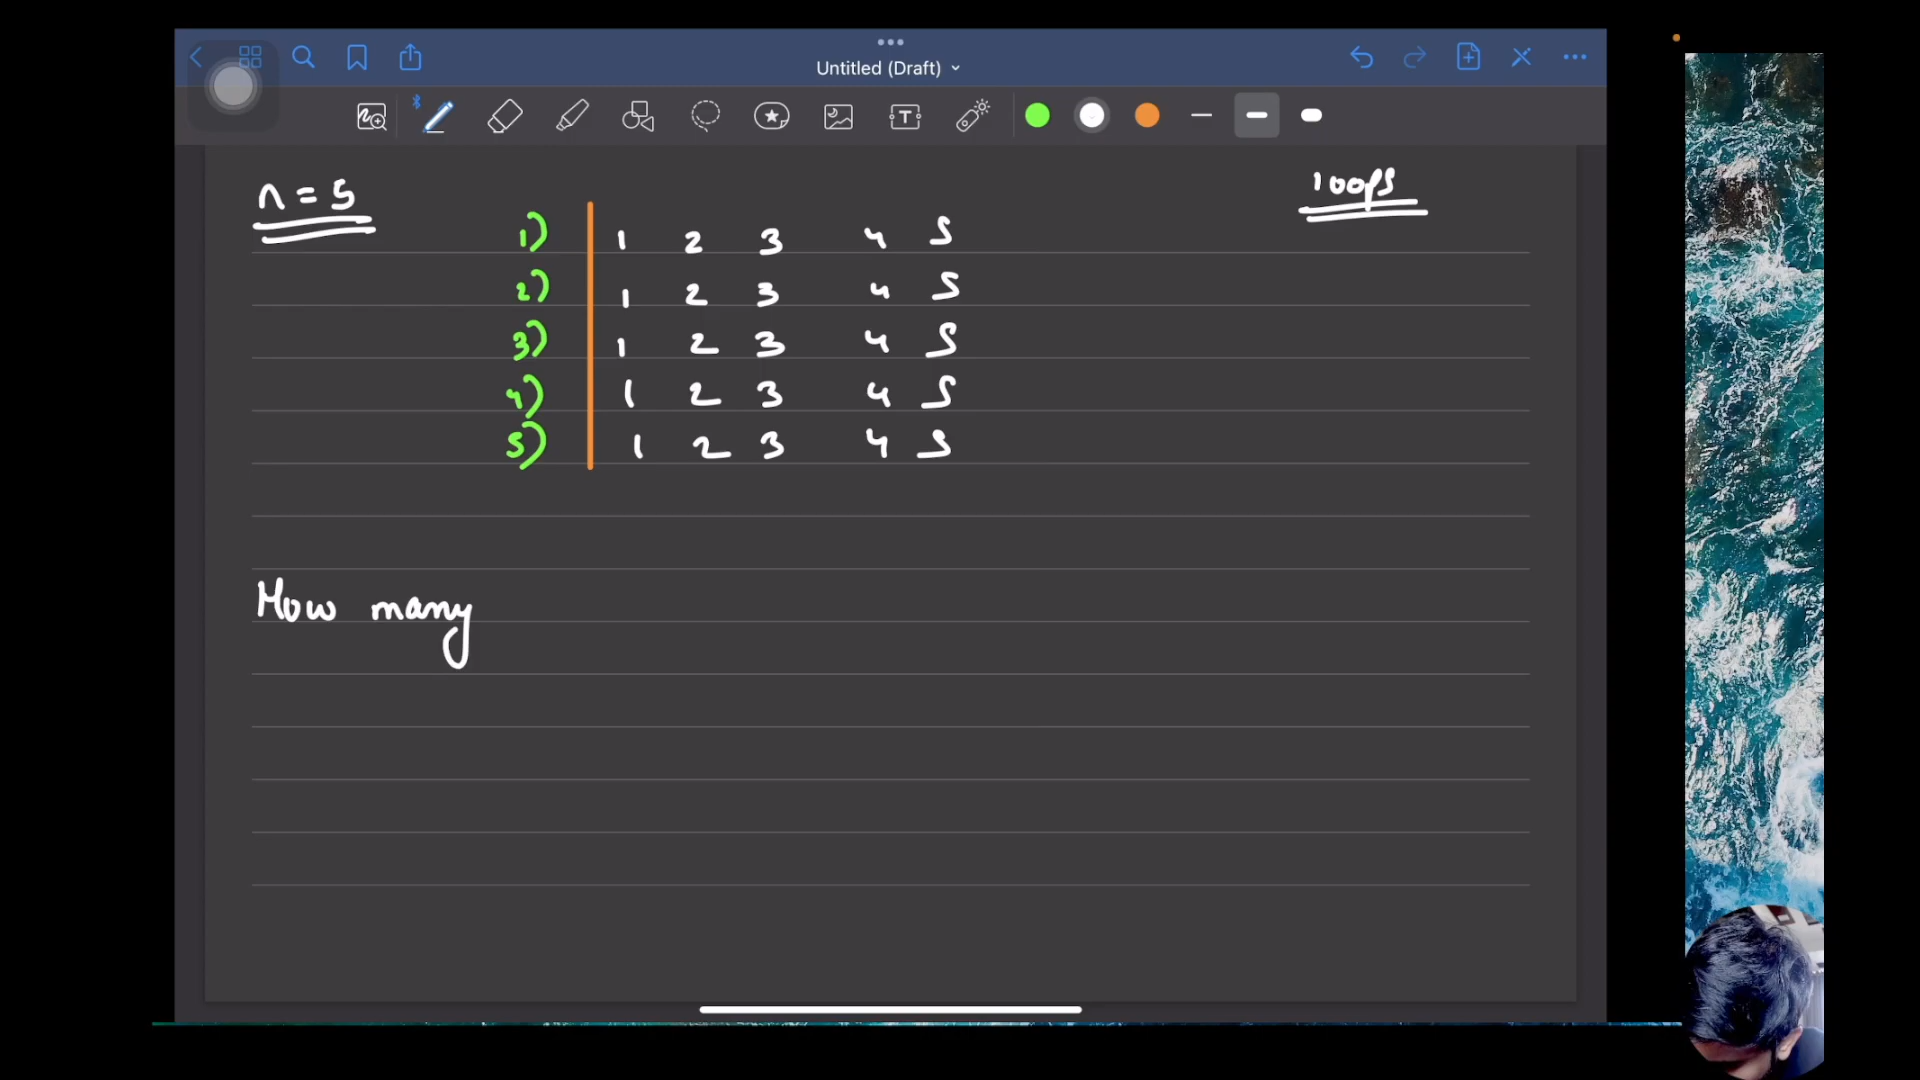 Untitled (Draft)
n = 5
loops
1) 1 2 3 4 5
2) 1 2 3 4 5
3) 1 2 3 4 5
4) 1 2 3 4 5
5) 1 2 3 4 5
How many